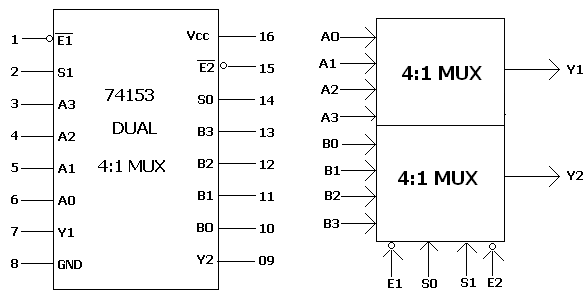 1 E1 Vcc 16
2 S1 E2 15
3 A3 74153 S0 14
4 A2 DUAL B3 13
5 A1 4:1 MUX B2 12
6 A0 B1 11
7 Y1 B0 10
8 GND Y2 09
A0
A1
A2
A3
4:1 MUX
Y1
B0
B1
B2
B3
4:1 MUX
Y2
E1 S0 S1 E2